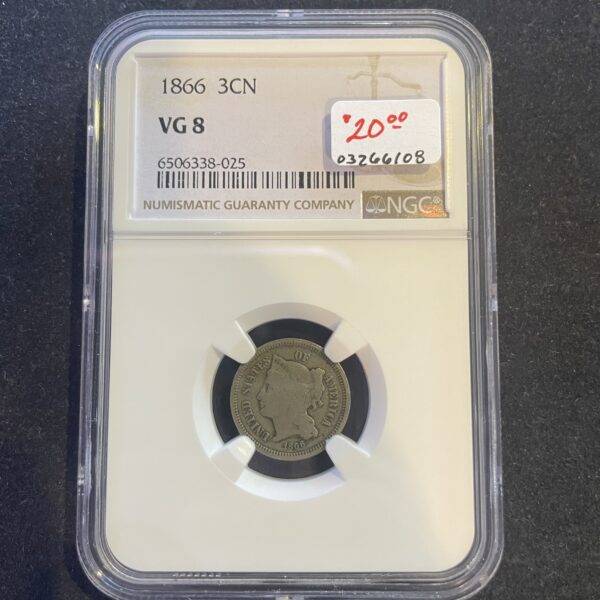 1866 3CN
VG 8
$20.00
03266108
6506338-025
NUMISMATIC GUARANTY COMPANY
NGC®
UNITED STATES OF AMERICA
1866